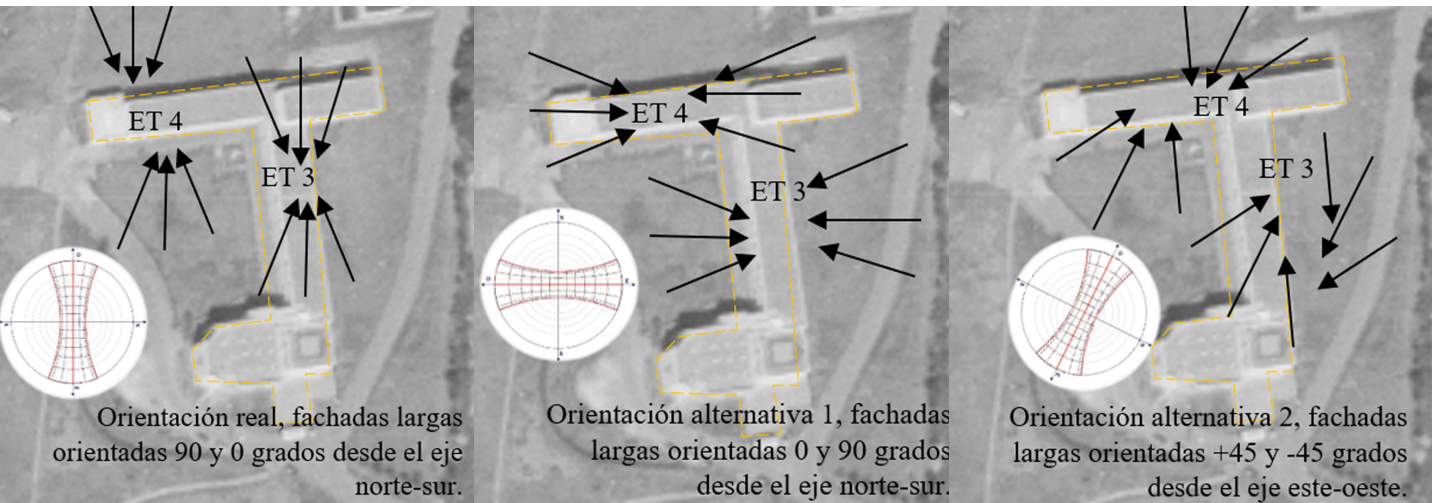 ET 4
ET 3
Orientación real, fachadas largas
orientadas 90 y 0 grados desde el eje
norte-sur.
ET 4
ET 3
Orientación alternativa 1, fachadas
largas orientadas 0 y 90 grados
desde el eje norte-sur.
ET 4
ET 3
Orientación alternativa 2, fachadas
largas orientadas +45 y -45 grados
desde el eje este-oeste.